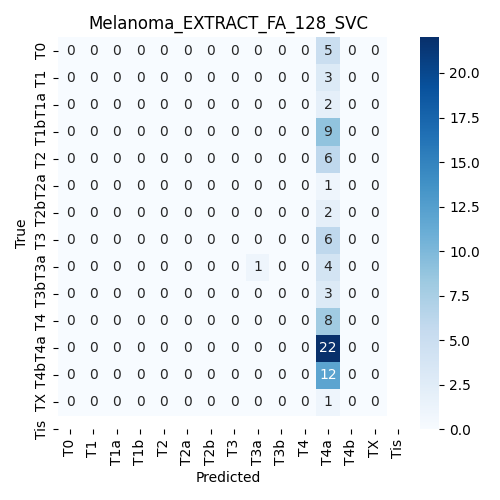 Melanoma_EXTRACT_FA_128_SVC
T0 0 0 0 0 0 0 0 0 0 0 0 5 0 0
T1 0 0 0 0 0 0 0 0 0 0 0 3 0 0
T1a 0 0 0 0 0 0 0 0 0 0 0 2 0 0
T1b 0 0 0 0 0 0 0 0 0 0 0 9 0 0
T2 0 0 0 0 0 0 0 0 0 0 0 6 0 0
T2a 0 0 0 0 0 0 0 0 0 0 0 1 0 0
T2b 0 0 0 0 0 0 0 0 0 0 0 2 0 0
T3 0 0 0 0 0 0 0 0 0 0 0 6 0 0
T3a 0 0 0 0 0 0 0 0 1 0 0 4 0 0
T3b 0 0 0 0 0 0 0 0 0 0 0 3 0 0
T4 0 0 0 0 0 0 0 0 0 0 0 8 0 0
T4a 0 0 0 0 0 0 0 0 0 0 0 22 0 0
T4b 0 0 0 0 0 0 0 0 0 0 0 12 0 0
TX 0 0 0 0 0 0 0 0 0 0 0 1 0 0
Tis
True
T0 T1 T1a T1b T2 T2a T2b T3 T3a T3b T4 T4a T4b TX Tis
Predicted
20.0
17.5
15.0
12.5
10.0
7.5
5.0
2.5
0.0